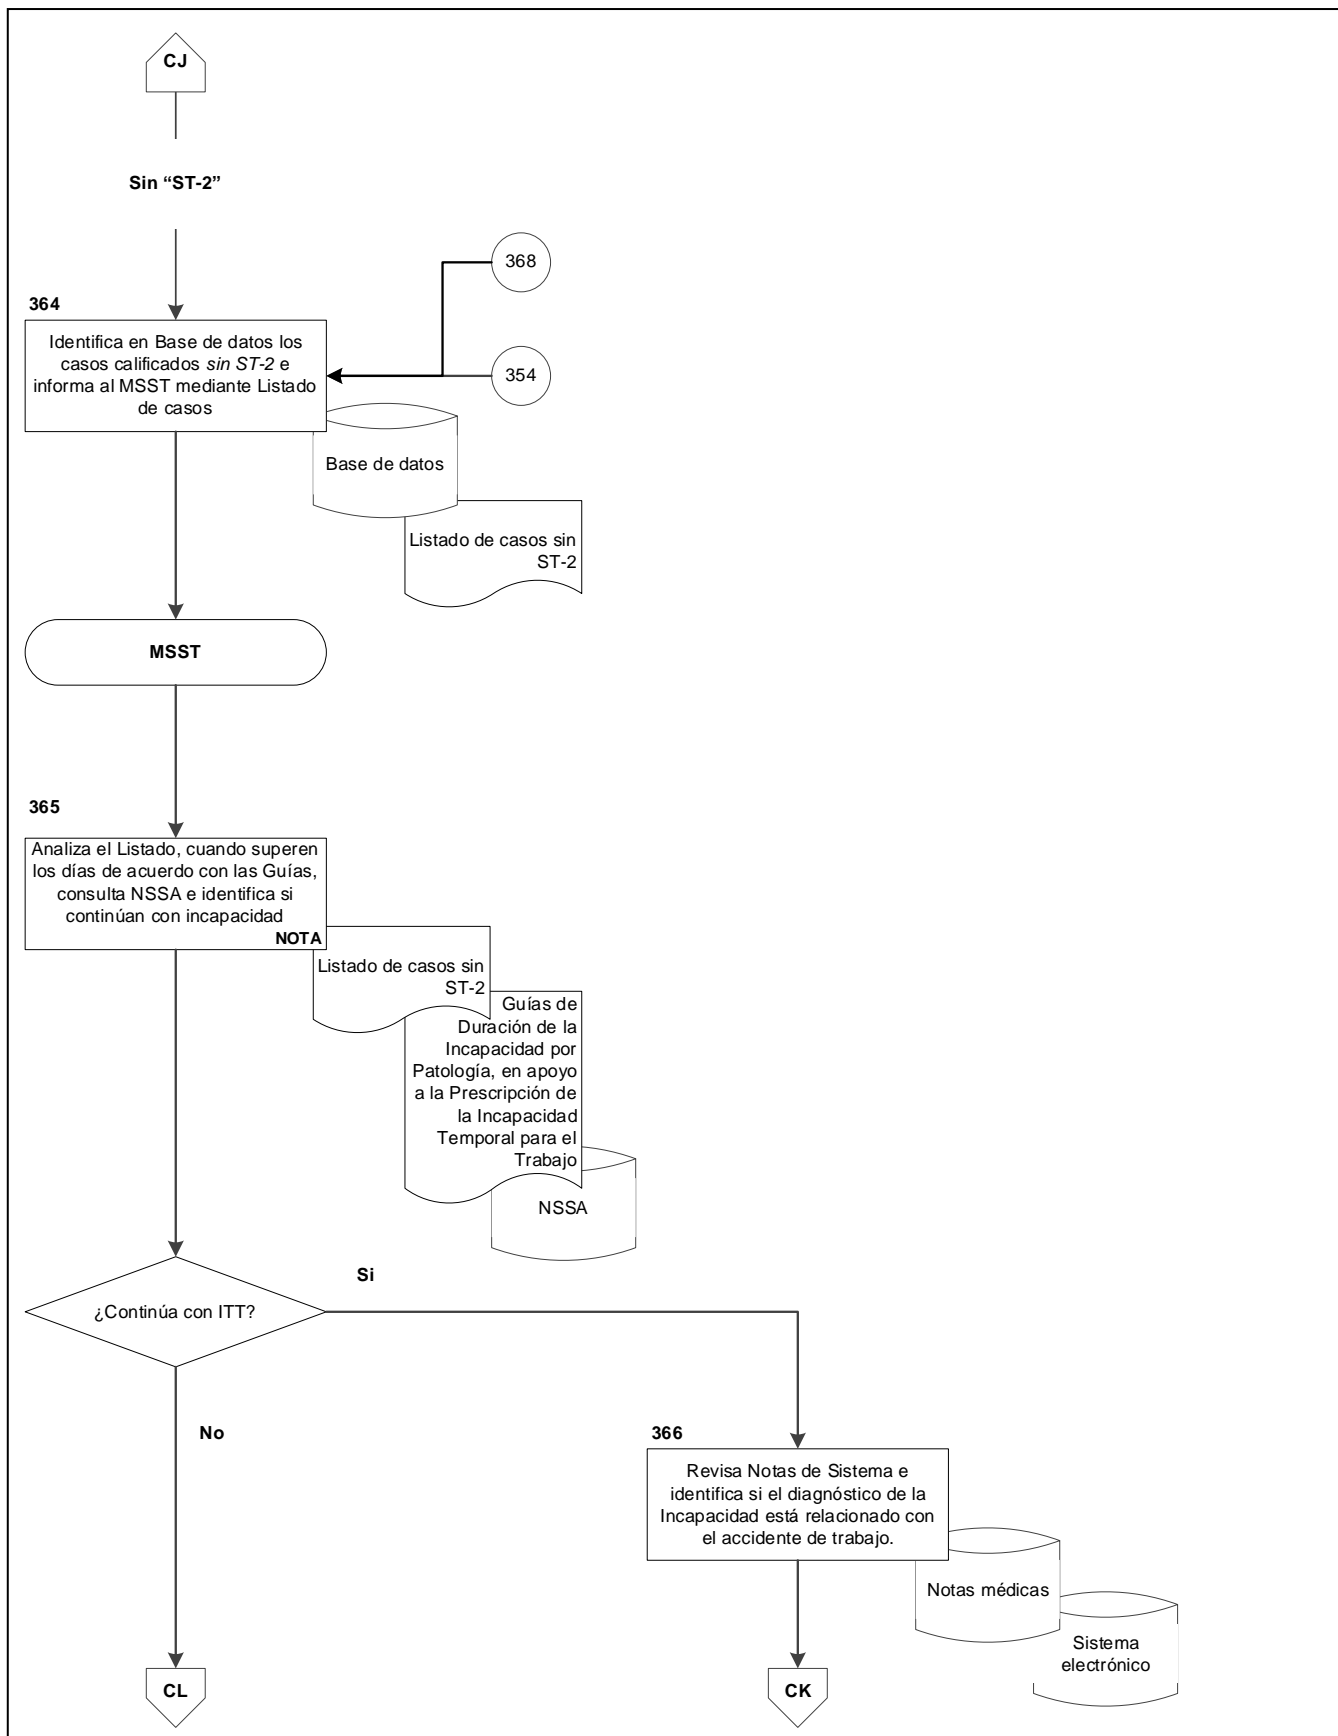 CJ
Sin “ST-2”
368
364
Identifica en Base de datos los
casos calificados sin ST-2 e
informa al MSST mediante Listado
de casos
354
Base de datos
Listado de casos sin
ST-2
MSST
365
Analiza el Listado, cuando superen
los días de acuerdo con las Guías,
consulta NSSA e identifica si
continúan con incapacidad
NOTA
Listado de casos sin
ST-2
Guías de
Duración de la
Incapacidad por
Patología, en apoyo
a la Prescripción de
la Incapacidad
Temporal para el
Trabajo
NSSA
Si
¿Continúa con ITT?
No
366
Revisa Notas de Sistema e
identifica si el diagnóstico de la
Incapacidad está relacionado con
el accidente de trabajo.
Notas médicas
Sistema
electrónico
CL
CK